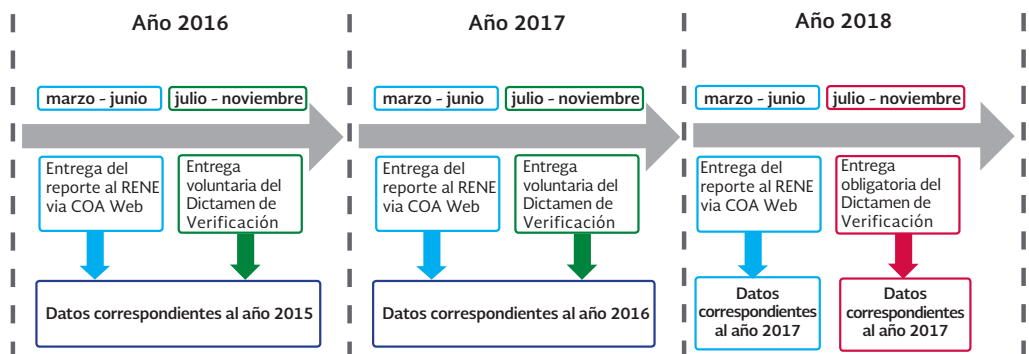 Año 2016
marzo - junio
julio - noviembre
Entrega del
reporte al RENE
via COA Web
Entrega
voluntaria del
Dictamen de
Verificación
Datos correspondientes al año 2015
Año 2017
marzo - junio
julio - noviembre
Entrega del
reporte al RENE
via COA Web
Entrega
voluntaria del
Dictamen de
Verificación
Datos correspondientes al año 2016
Año 2018
marzo - junio
julio - noviembre
Entrega del
reporte al RENE
via COA Web
Entrega
obligatoria del
Dictamen de
Verificación
Datos
correspondientes
al año 2017
Datos
correspondientes
al año 2017